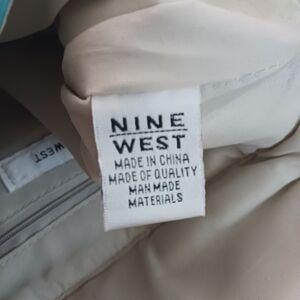 NINE
WEST
MADE IN CHINA
MADE OF QUALITY
MAN MADE
MATERIALS
WEST